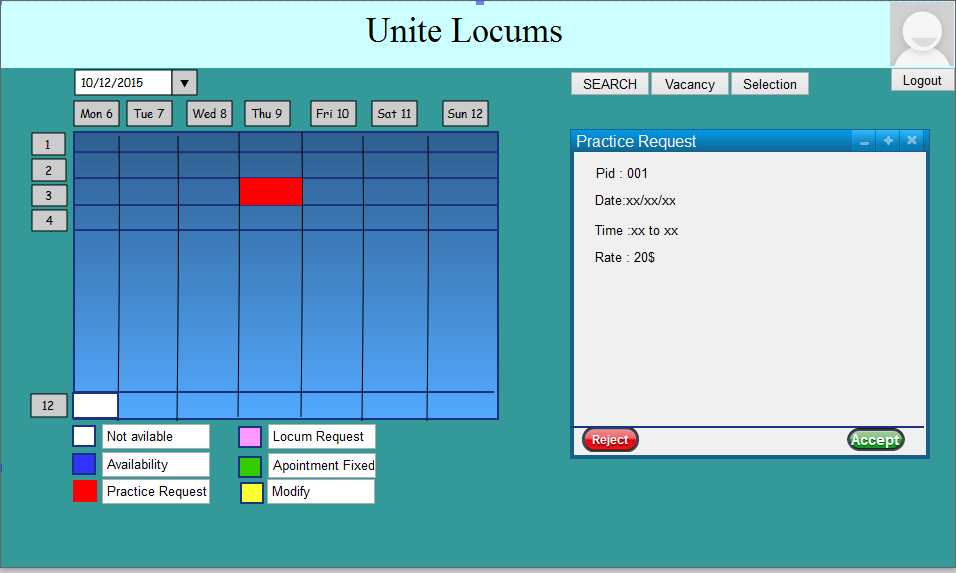 Unite Locums
Logout
10/12/2015
SEARCH Vacancy Selection
Mon 6 Tue 7 Wed 8 Thu 9 Fri 10 Sat 11 Sun 12
1
2
3
4
12
Practice Request
Pid : 001
Date:xx/xx/xx
Time :xx to xx
Rate : 20$
Reject Accept
Not avilable Locum Request
Availability Apointment Fixed
Practice Request Modify